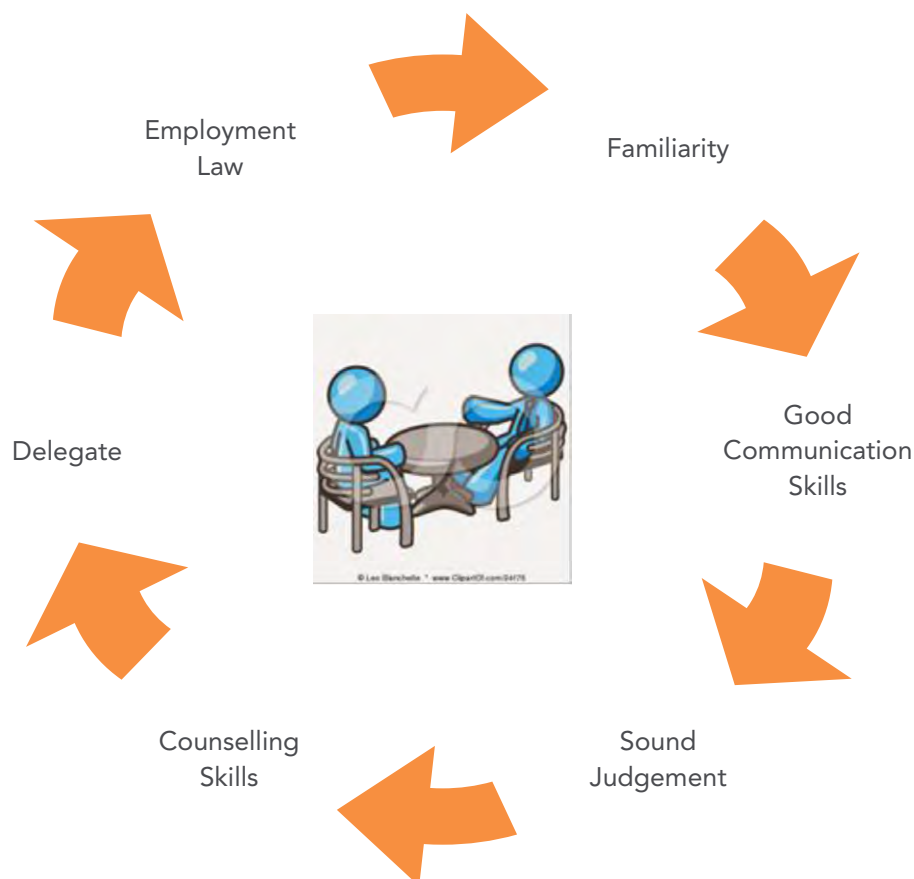 Employment
Law
Familiarity
Good
Communication
Skills
Sound
Judgement
Counselling
Skills
Delegate